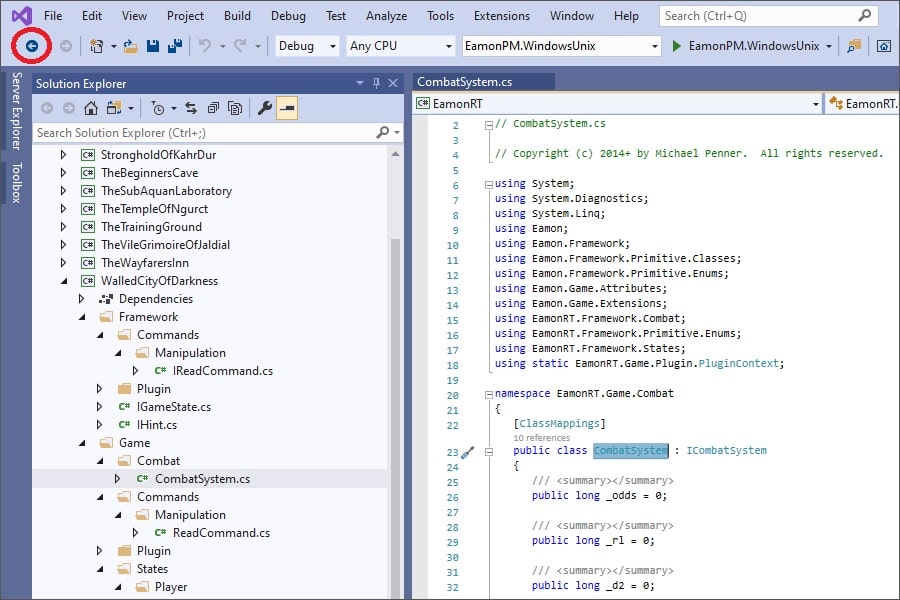 File Edit View Project Build Debug Test Analyze Tools Extensions Window Help Search (Ctrl+Q)
Debug Any CPU EamonPM.WindowsUnix EamonPM.WindowsUnix
Server Explorer
Toolbox
Solution Explorer
Search Solution Explorer (Ctrl+;)
C# StrongholdOfKahrDur
C# TheBeginnersCave
C# TheSubAquanLaboratory
C# TheTempleOfNgurct
C# TheTrainingGround
C# TheVileGrimoireOfJaldial
C# TheWayfarersInn
C# WalledCityOfDarkness
Dependencies
Framework
Commands
Manipulation
C# IReadCommand.cs
Plugin
C# IGameState.cs
C# IHint.cs
Game
Combat
C# CombatSystem.cs
Commands
Manipulation
C# ReadCommand.cs
Plugin
States
Player
CombatSystem.cs
C# EamonRT EamonRT.
2 // CombatSystem.cs
3
4 // Copyright (c) 2014+ by Michael Penner.  All rights reserved.
5
6 using System;
7 using System.Diagnostics;
8 using System.Linq;
9 using Eamon;
10 using Eamon.Framework;
11 using Eamon.Framework.Primitive.Classes;
12 using Eamon.Framework.Primitive.Enums;
13 using Eamon.Game.Attributes;
14 using Eamon.Game.Extensions;
15 using EamonRT.Framework.Combat;
16 using EamonRT.Framework.Primitive.Enums;
17 using EamonRT.Framework.States;
18 using static EamonRT.Game.Plugin.PluginContext;
19
20 namespace EamonRT.Game.Combat
21 {
22 [ClassMappings]
10 references
23 public class CombatSystem : ICombatSystem
24 {
25 /// <summary></summary>
26 public long _odds = 0;
27
28 /// <summary></summary>
29 public long _rl = 0;
30
31 /// <summary></summary>
32 public long _d2 = 0;